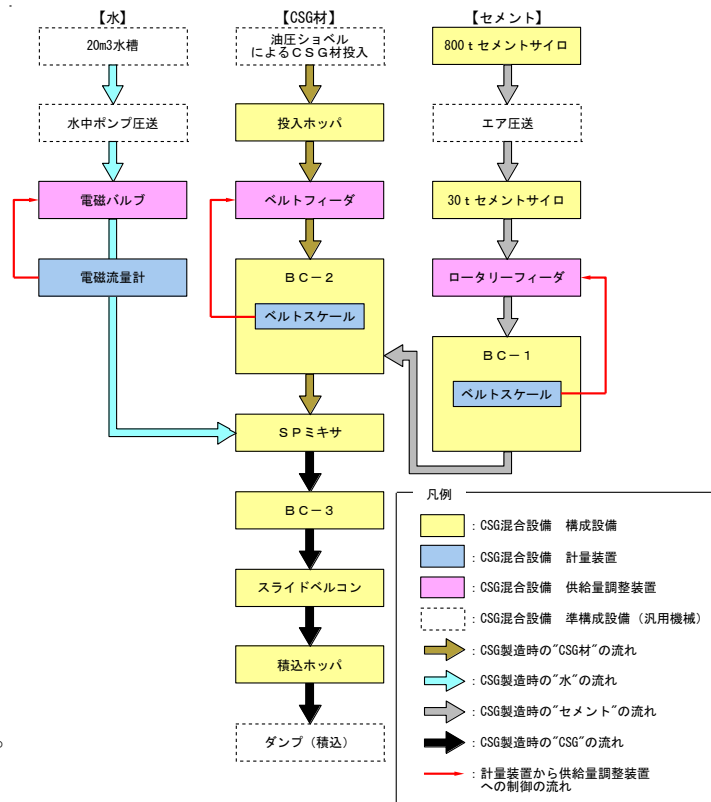 【水】
20m3水槽
水中ポンプ圧送
電磁バルブ
電磁流量計
【CSG材】
油圧ショベル
によるCSG材投入
投入ホッパ
ベルトフィーダ
BC-2
ベルトスケール
SPミキサ
BC-3
スライドベルコン
積込ホッパ
ダンプ(積込)
【セメント】
800tセメントサイロ
エア圧送
30tセメントサイロ
ロータリーフィーダ
BC-1
ベルトスケール
凡例
:CSG混合設備 構成設備
:CSG混合設備 計量装置
:CSG混合設備 供給量調整装置
:CSG混合設備 準構成設備(汎用機械)
:CSG製造時の"CSG材"の流れ
:CSG製造時の"水"の流れ
:CSG製造時の"セメント"の流れ
:CSG製造時の"CSG"の流れ
:計量装置から供給量調整装置
への制御の流れ
。